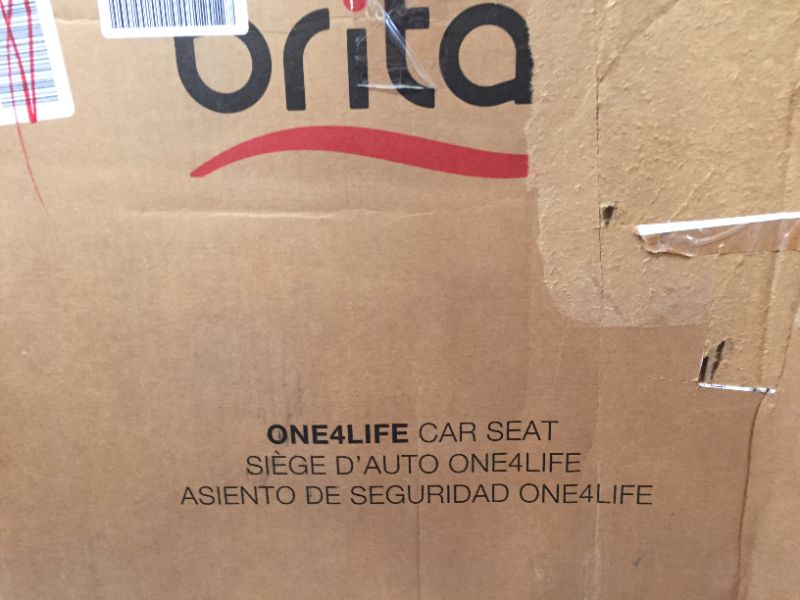 brita
ONE4LIFE CAR SEAT
SIÈGE D'AUTO ONE4LIFE
ASIENTO DE SEGURIDAD ONE4LIFE